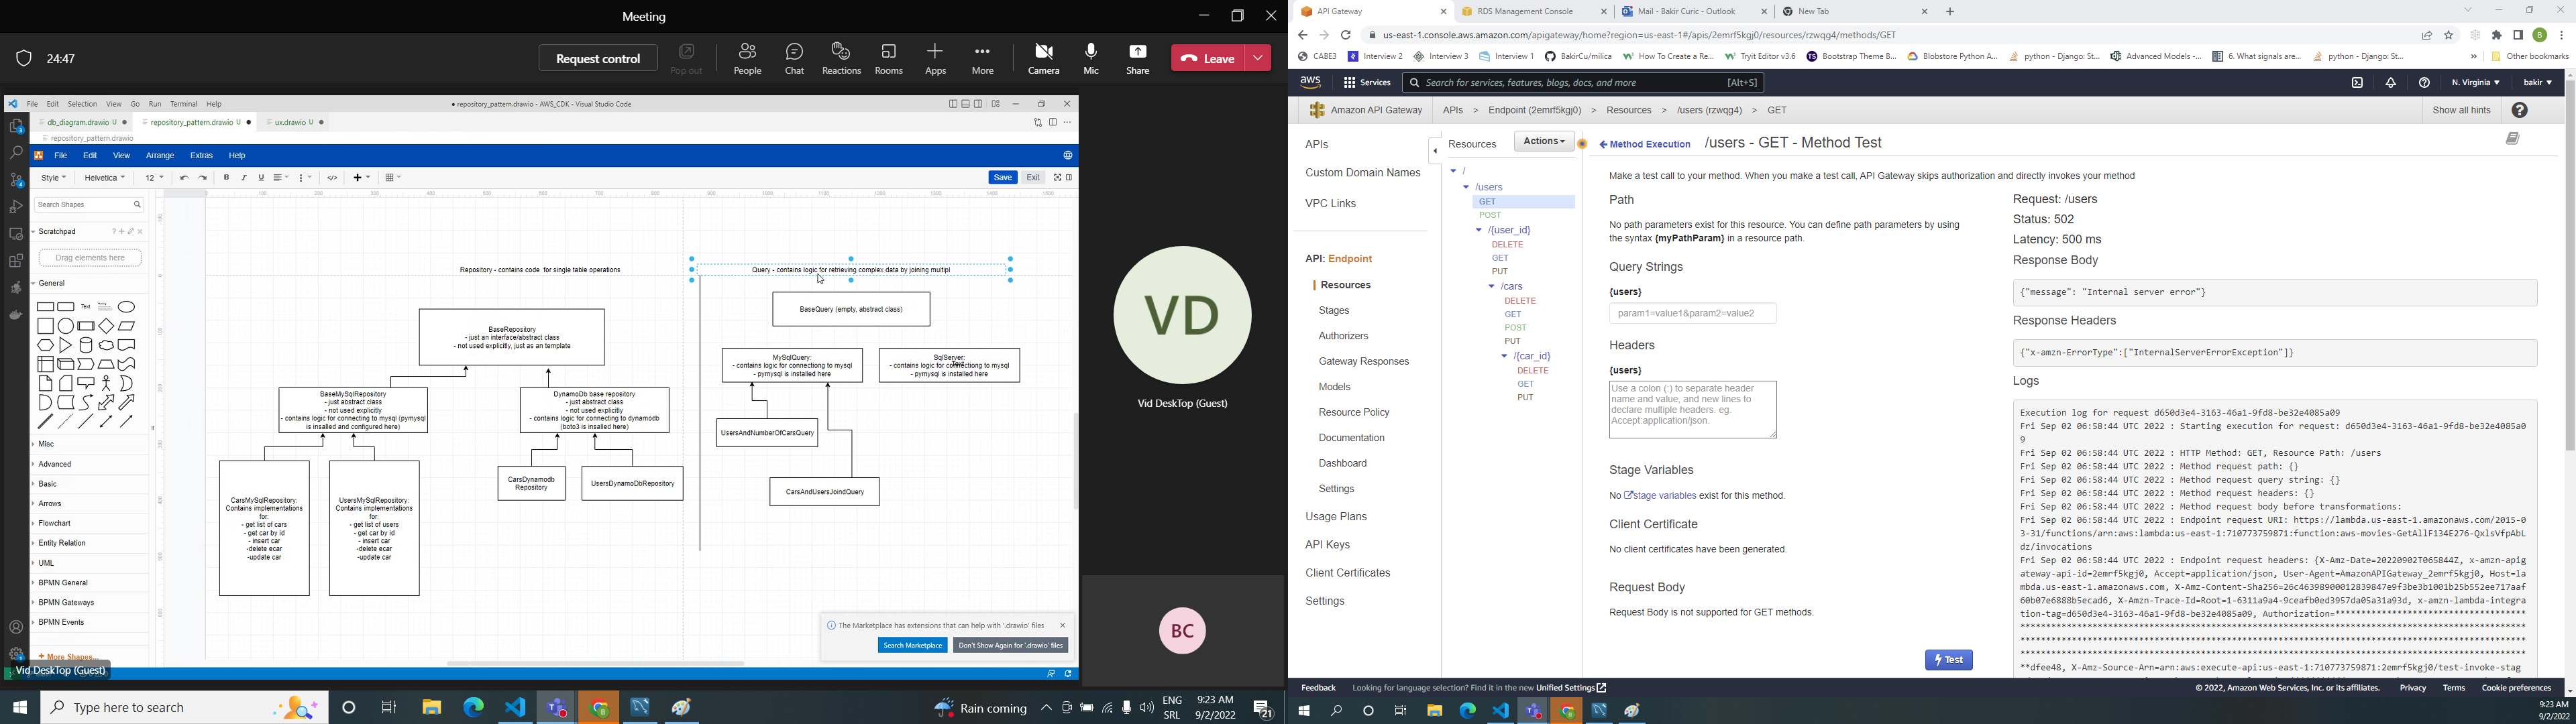 Meeting
24:47
Request control
Pop out
People
Chat
Reactions
Rooms
Apps
More
Camera
Mic
Share
Leave
File Edit Selection View Go Run Terminal Help
● repository_pattern.drawio - AWS_CDK - Visual Studio Code
db_diagram.drawio U ●
repository_pattern.drawio U ●
ux.drawio U ●
repository_pattern.drawio
File Edit View Arrange Extras Help
Style
Helvetica
12
B I U
Save
Exit
Search Shapes
Scratchpad
Drag elements here
General
Text
Misc
Advanced
Basic
Arrows
Flowchart
Entity Relation
UML
BPMN General
BPMN Gateways
BPMN Events
+ More Shapes...
Repository - contains code for single table operations
BaseRepository
- just an interface/abstract class
- not used explicitly, just as an template
BaseMySqlRepository
- just abstract class
- not used explicitly
- contains logic for connecting to mysql (pymysql
is insalled and configured here)
DynamoDb base repository
- just abstract class
- not used explicitly
- contains logic for connecting to dynamodb
(boto3 is insalled here)
CarsMySqlRepository:
Contains implementations
for:
- get list of cars
- get car by id
- insert car
-delete ecar
-update car
UsersMySqlRepository:
Contains implementations
for:
- get list of users
- get car by id
- insert car
-delete ecar
-update car
CarsDynamodb
Repository
UsersDynamoDbRepository
Query - contains logic for retrieving complex data by joining multipl
BaseQuery (empty, abstract class)
MySqlQuery:
- contains logic for connectiong to mysql
- pymysql is installed here
SqlServer:
- contains logic for connectiong to mysql
- pymysql is installed here
UsersAndNumberOfCarsQuery
CarsAndUsersJoindQuery
The Marketplace has extensions that can help with '.drawio' files
Search Marketplace
Don't Show Again for '.drawio' files
Vid DeskTop (Guest)
VD
Vid DeskTop (Guest)
BC
Type here to search
Rain coming
ENG
SRL
9:23 AM
9/2/2022
21
API Gateway
RDS Management Console
Mail - Bakir Curic - Outlook
New Tab
us-east-1.console.aws.amazon.com/apigateway/home?region=us-east-1#/apis/2emrf5kgj0/resources/rzwqg4/methods/GET
B
CABE3
Interview 2
Interview 3
Interview 1
BakirCu/milica
How To Create a Re...
Tryit Editor v3.6
Bootstrap Theme B...
Blobstore Python A...
python - Django: St...
Advanced Models -...
6. What signals are...
python - Django: St...
»
Other bookmarks
aws
Services
Search for services, features, blogs, docs, and more
[Alt+S]
N. Virginia
bakir
Amazon API Gateway
APIs > Endpoint (2emrf5kgj0) > Resources > /users (rzwqg4) > GET
Show all hints
APIs
Custom Domain Names
VPC Links
API: Endpoint
Resources
Stages
Authorizers
Gateway Responses
Models
Resource Policy
Documentation
Dashboard
Settings
Usage Plans
API Keys
Client Certificates
Settings
Resources
Actions
/
/users
GET
POST
/{user_id}
DELETE
GET
PUT
/cars
DELETE
GET
POST
PUT
/{car_id}
DELETE
GET
PUT
Method Execution
/users - GET - Method Test
Make a test call to your method. When you make a test call, API Gateway skips authorization and directly invokes your method
Path
No path parameters exist for this resource. You can define path parameters by using
the syntax {myPathParam} in a resource path.
Query Strings
{users}
param1=value1&param2=value2
Headers
{users}
Use a colon (:) to separate header
name and value, and new lines to
declare multiple headers. eg.
Accept:application/json.
Stage Variables
No stage variables exist for this method.
Client Certificate
No client certificates have been generated.
Request Body
Request Body is not supported for GET methods.
Test
Request: /users
Status: 502
Latency: 500 ms
Response Body
{"message": "Internal server error"}
Response Headers
{"x-amzn-ErrorType":["InternalServerErrorException"]}
Logs
Execution log for request d650d3e4-3163-46a1-9fd8-be32e4085a09
Fri Sep 02 06:58:44 UTC 2022 : Starting execution for request: d650d3e4-3163-46a1-9fd8-be32e4085a0
9
Fri Sep 02 06:58:44 UTC 2022 : HTTP Method: GET, Resource Path: /users
Fri Sep 02 06:58:44 UTC 2022 : Method request path: {}
Fri Sep 02 06:58:44 UTC 2022 : Method request query string: {}
Fri Sep 02 06:58:44 UTC 2022 : Method request headers: {}
Fri Sep 02 06:58:44 UTC 2022 : Method request body before transformations:
Fri Sep 02 06:58:44 UTC 2022 : Endpoint request URI: https://lambda.us-east-1.amazonaws.com/2015-0
3-31/functions/arn:aws:lambda:us-east-1:710773759871:function:aws-movies-GetAllF134E276-QxlsVfpAbL
dz/invocations
Fri Sep 02 06:58:44 UTC 2022 : Endpoint request headers: {X-Amz-Date=20220902T065844Z, x-amzn-apig
ateway-api-id=2emrf5kgj0, Accept=application/json, User-Agent=AmazonAPIGateway_2emrf5kgj0, Host=la
mbda.us-east-1.amazonaws.com, X-Amz-Content-Sha256=26c46398900012839847e9f3be3b1001b25b552ee717aaf
60b07e6888b5ecad6, X-Amzn-Trace-Id=Root=1-6311a9a4-9ceafb0ed3957da05a31a93d, x-amzn-lambda-integra
tion-tag=d650d3e4-3163-46a1-9fd8-be32e4085a09, Authorization=
**dfee48, X-Amz-Source-Arn=arn:aws:execute-api:us-east-1:710773759871:2emrf5kgj0/test-invoke-stag
Feedback
Looking for language selection? Find it in the new Unified Settings
© 2022, Amazon Web Services, Inc. or its affiliates.
Privacy
Terms
Cookie preferences
9:23 AM
9/2/2022